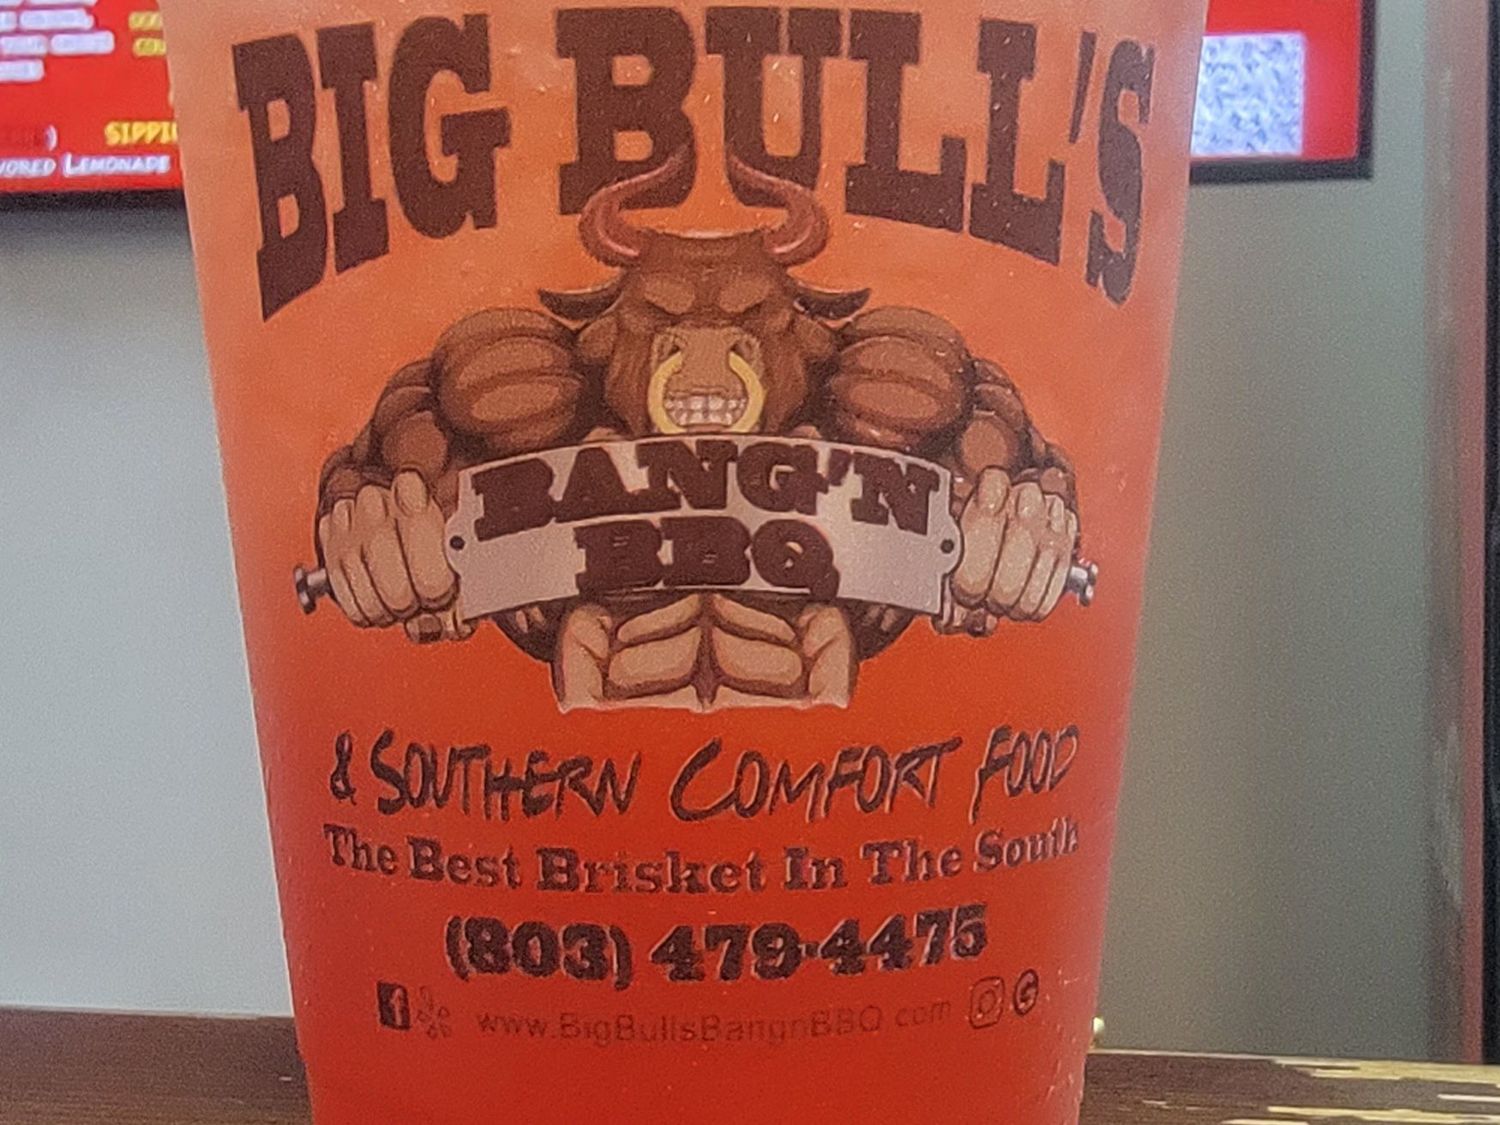 BIG BULL'S
BANG'N
BBQ
& SOUTHERN COMFORT FOOD
The Best Brisket In The South
(803) 479-4475
www.BigBullsBangnBBQ.com
LEMONADE